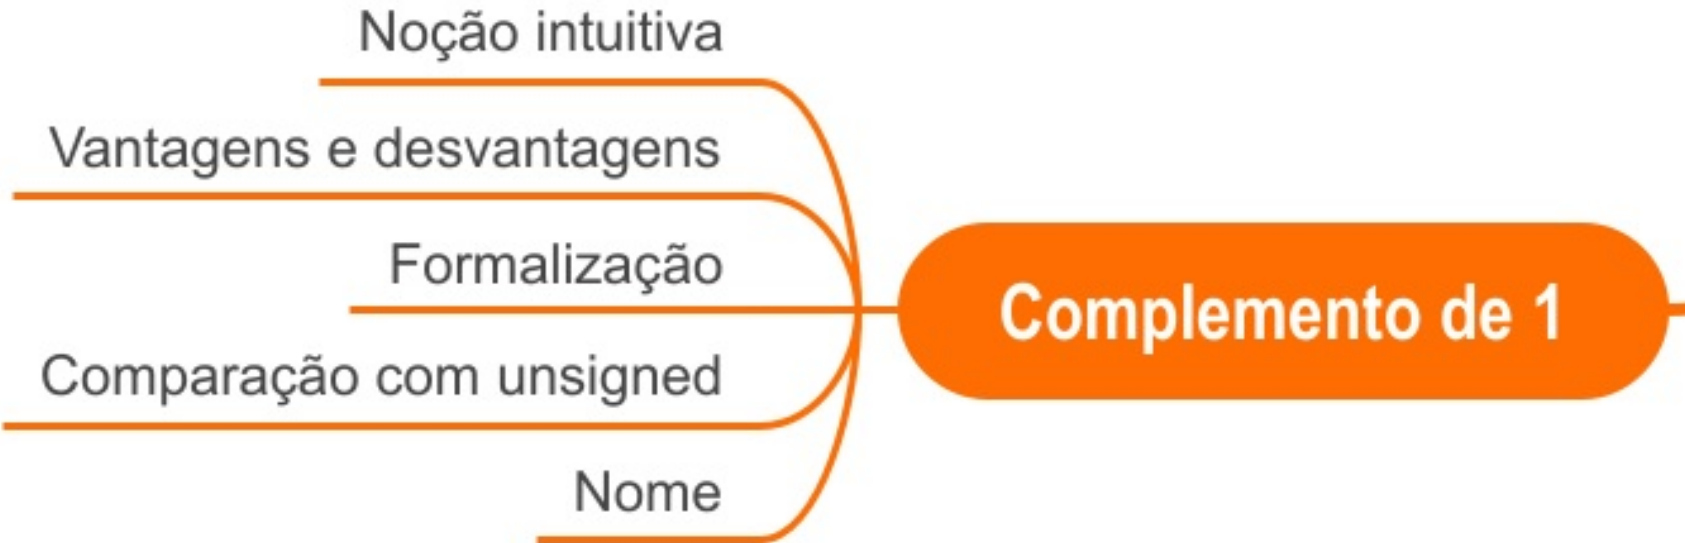 Noção intuitiva
Vantagens e desvantagens
Formalização
Comparação com unsigned
Nome
Complemento de 1